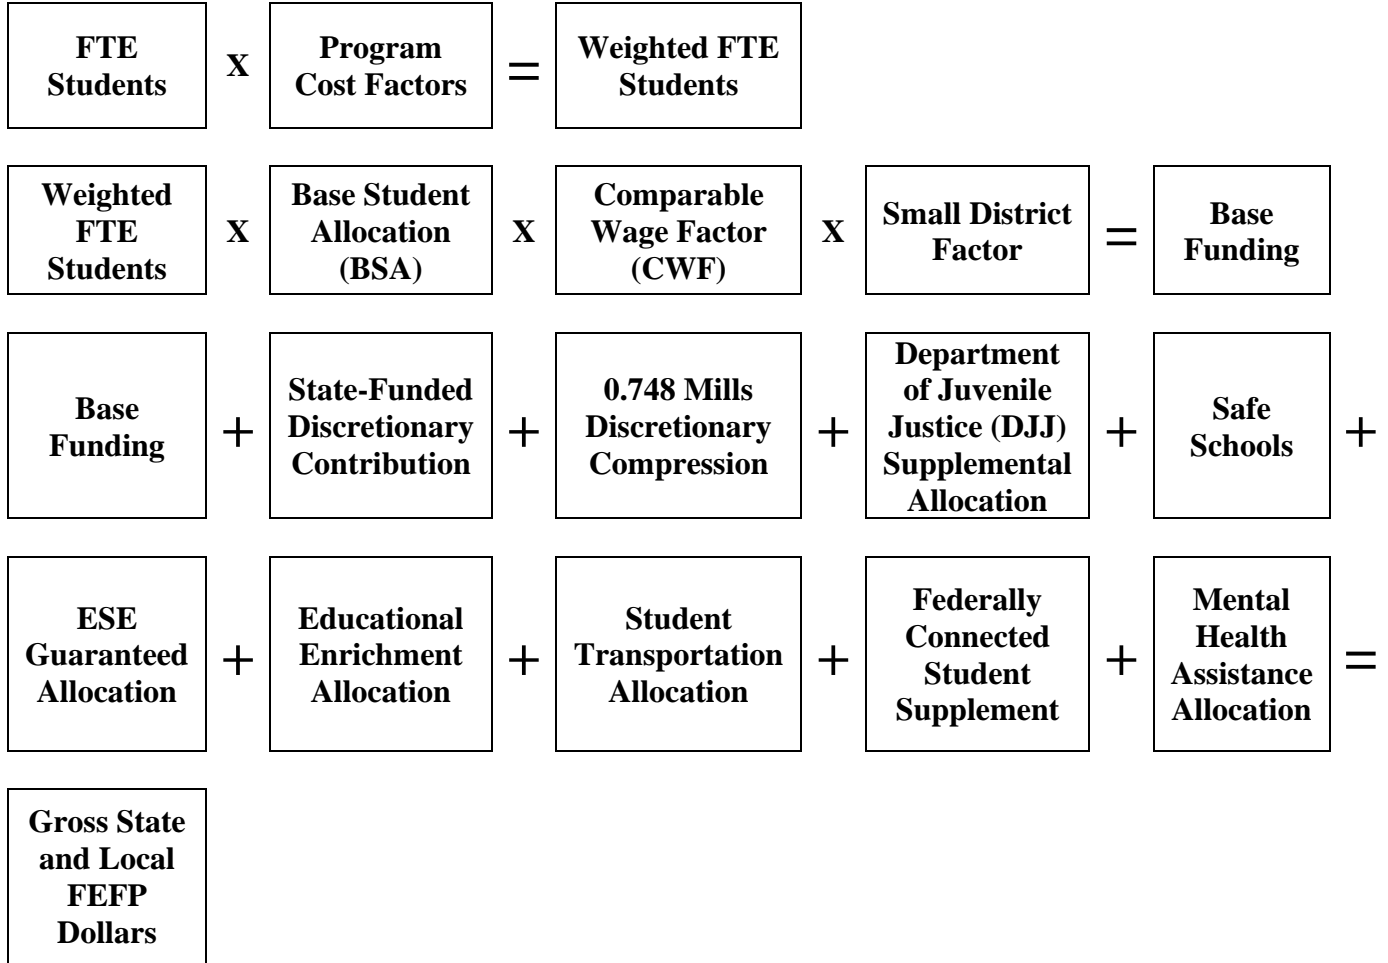 FTE
Students
X
Program
Cost Factors
=
Weighted FTE
Students
Weighted
FTE
Students
X
Base Student
Allocation
(BSA)
X
Comparable
Wage Factor
(CWF)
X
Small District
Factor
=
Base
Funding
Base
Funding
+
State-Funded
Discretionary
Contribution
+
0.748 Mills
Discretionary
Compression
+
Department
of Juvenile
Justice (DJJ)
Supplemental
Allocation
+
Safe
Schools
+
ESE
Guaranteed
Allocation
+
Educational
Enrichment
Allocation
+
Student
Transportation
Allocation
+
Federally
Connected
Student
Supplement
+
Mental
Health
Assistance
Allocation
=
Gross State
and Local
FEFP
Dollars